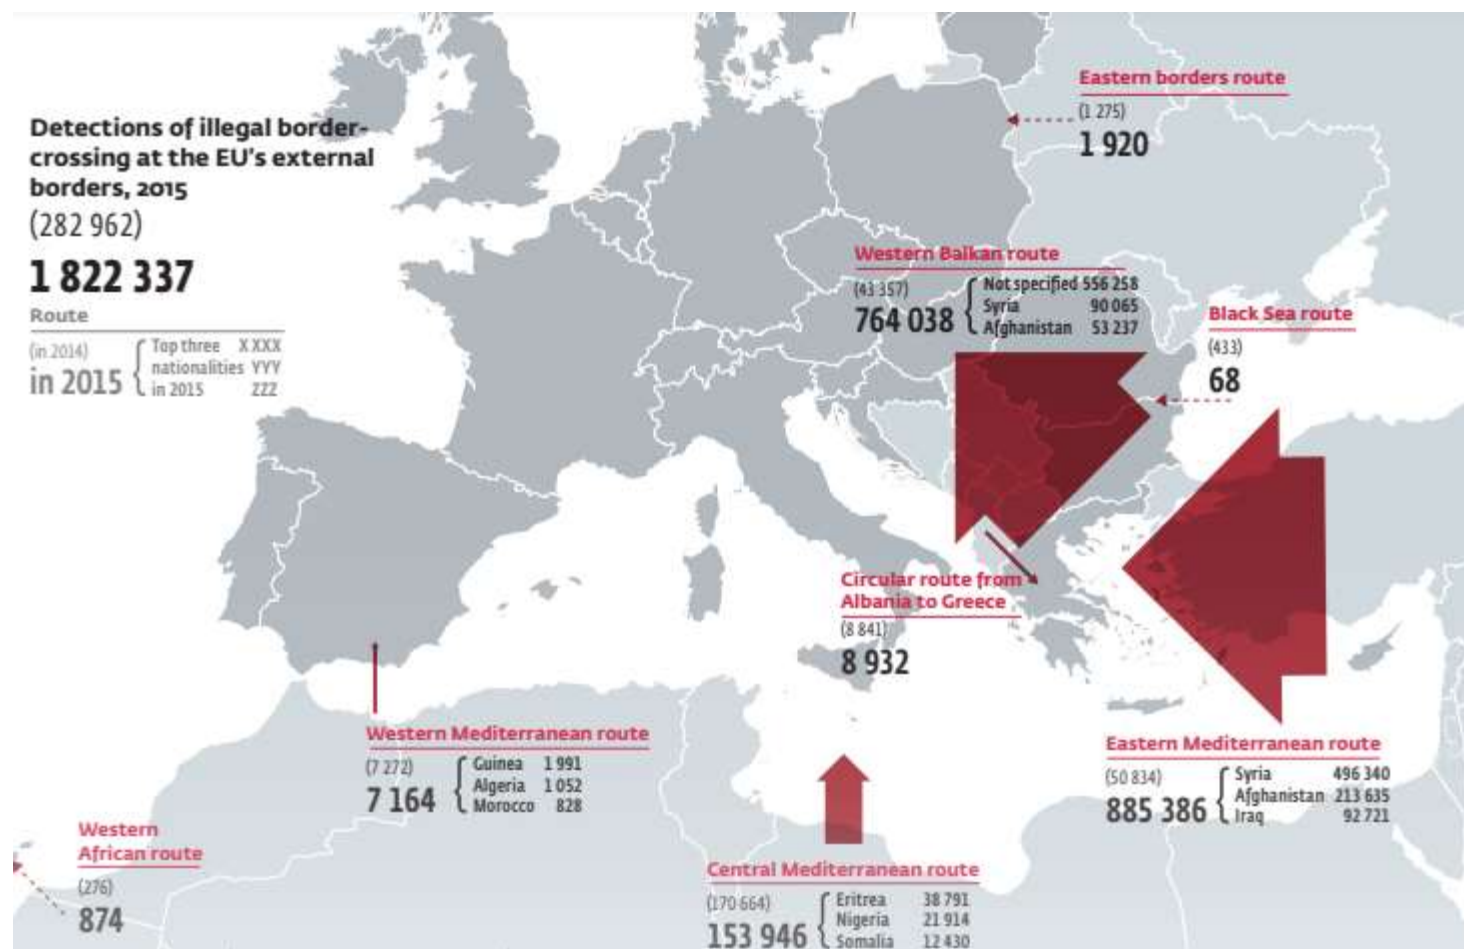 Detections of illegal border-
crossing at the EU's external
borders, 2015
(282 962)
1 822 337
Route
(in 2014)
in 2015
Top three XXXX
nationalities YYY
in 2015 ZZZ
Eastern borders route
(1 275)
1 920
Western Balkan route
(43 357)
764 038
Not specified 556 258
Syria 90 065
Afghanistan 53 237
Black Sea route
(433)
68
Circular route from
Albania to Greece
(8 841)
8 932
Western Mediterranean route
(7 272)
7 164
Guinea 1 991
Algeria 1 052
Morocco 828
Eastern Mediterranean route
(50 834)
885 386
Syria 496 340
Afghanistan 213 635
Iraq 92 721
Western
African route
(276)
874
Central Mediterranean route
(170 664)
153 946
Eritrea 38 791
Nigeria 21 914
Somalia 12 430